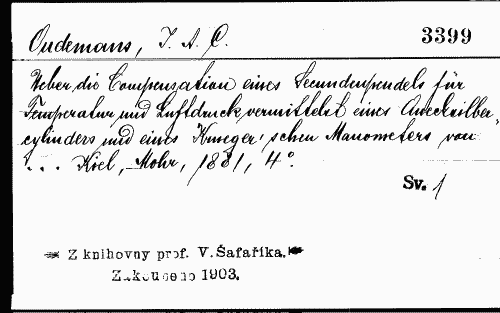 Oudemans, J. A. C.
3399
Ueber die Compensation eines Secundenpendels für
Temperatur und Luftdruck vermittelst eines Quecksilber-
cylinders und eines Krueger'schen Manometers von
... Kiel, Mohr, 1881, 4°.
Sv. 1
Z knihovny prof. V. Šafaříka.
Zakoupeno 1903.